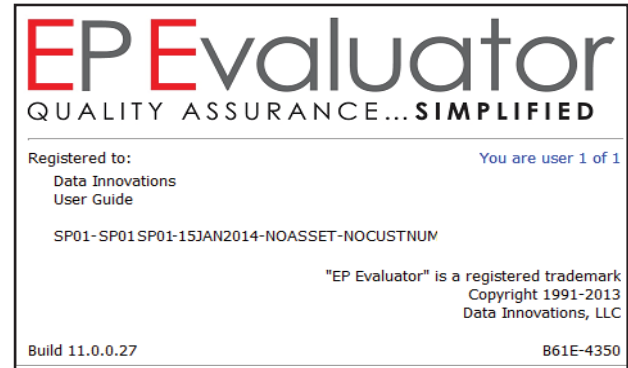 EP Evaluator
QUALITY ASSURANCE...SIMPLIFIED
Registered to:
You are user 1 of 1
Data Innovations
User Guide
SP01-SP01SP01-15JAN2014-NOASSET-NOCUSTNUM
"EP Evaluator" is a registered trademark
Copyright 1991-2013
Data Innovations, LLC
Build 11.0.0.27
B61E-4350